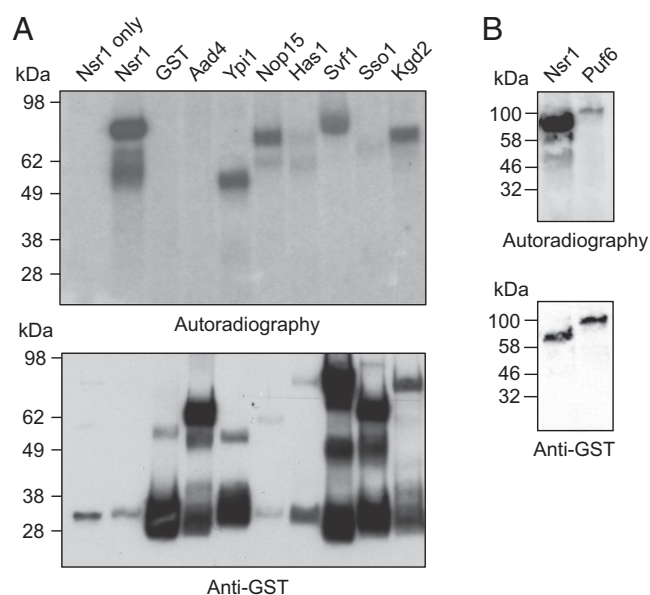 A
kDa
Nsr1 only
Nsr1
GST
Aad4
Ypi1
Nop15
Has1
Svf1
Sso1
Kgd2
98
62
49
38
28
Autoradiography
kDa
98
62
49
38
28
Anti-GST
B
kDa
Nsr1
Puf6
100
58
46
32
Autoradiography
kDa
100
58
46
32
Anti-GST